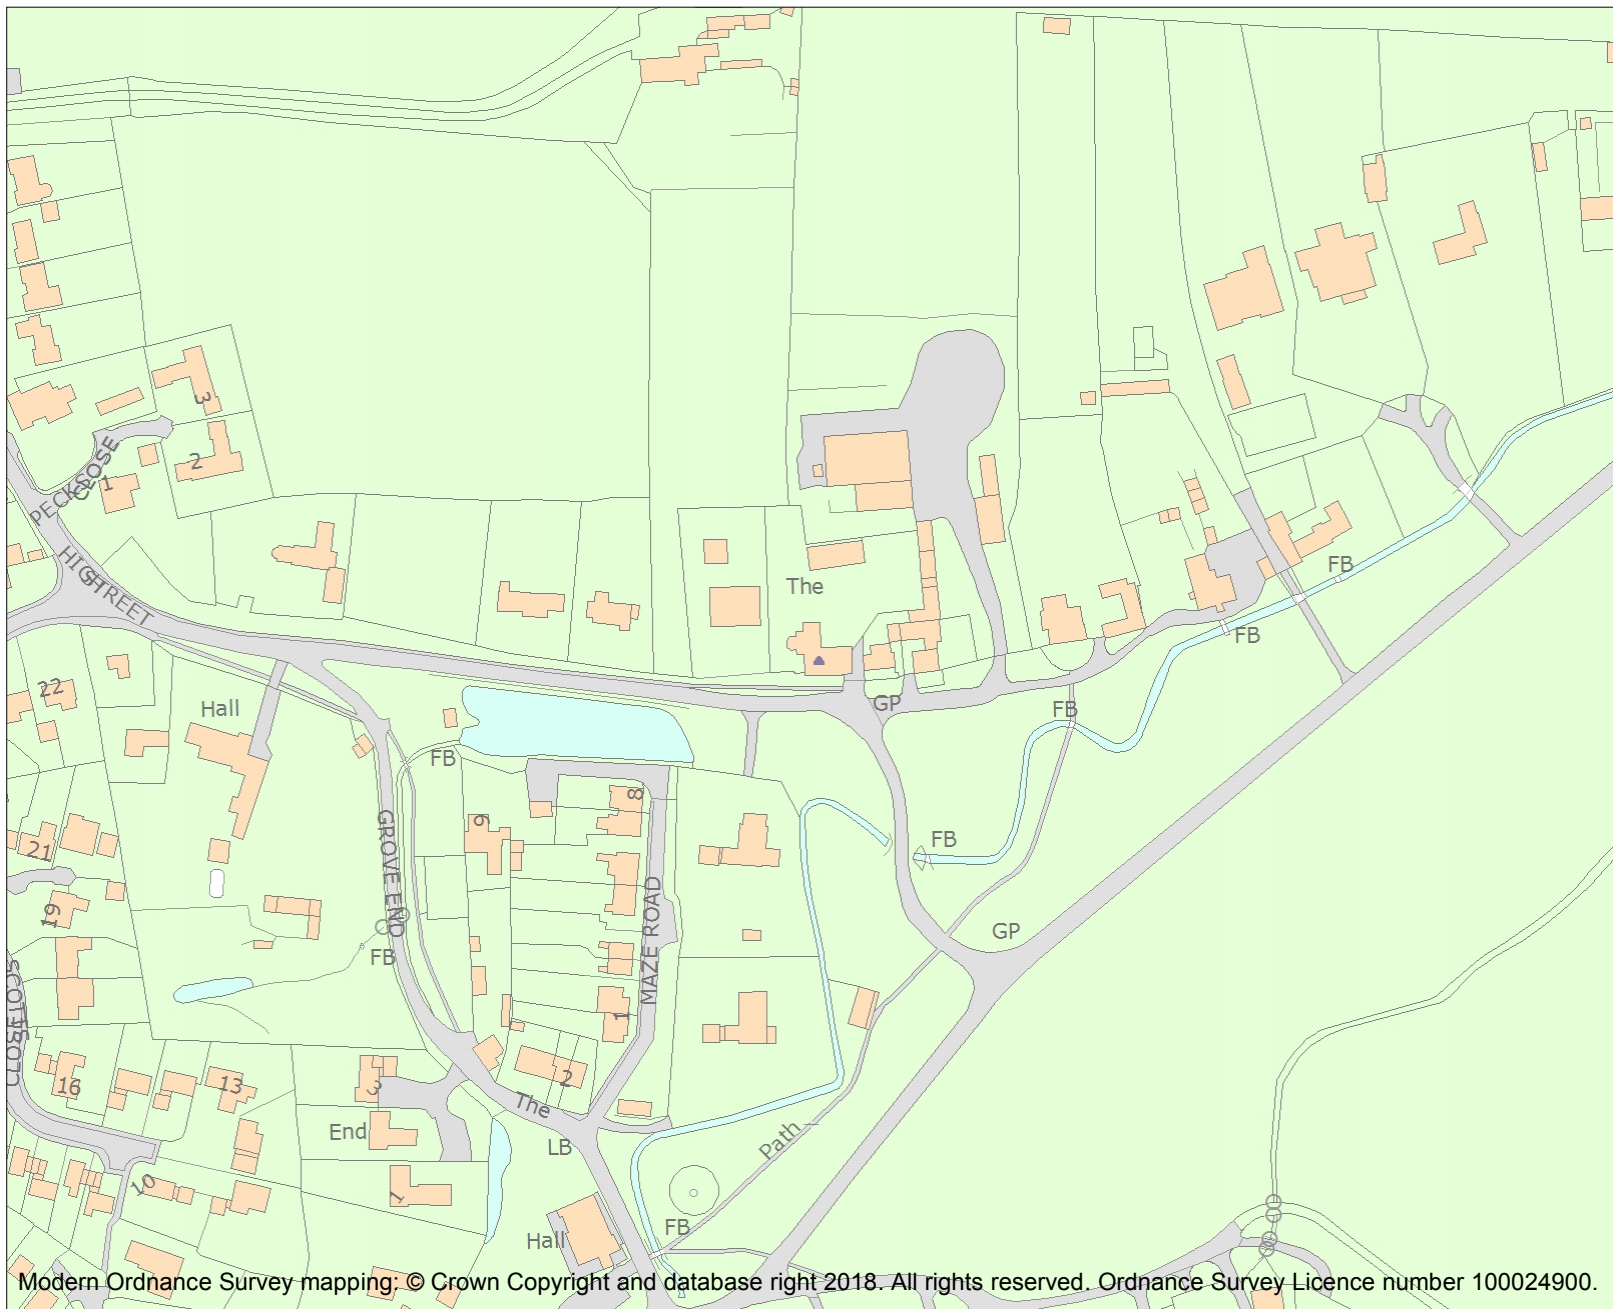 3
2
1
PECKS
CLOSE
HIGH
STREET
The
FB
FB
22
Hall
GP
FB
FB
8
9
GROVE END
FB
21
MAZE ROAD
19
GP
FB
1
CLOSE
16
13
3
2
The
End
LB
Path
10
1
Hall
FB
Modern Ordnance Survey mapping: © Crown Copyright and database right 2018. All rights reserved. Ordnance Survey Licence number 100024900.